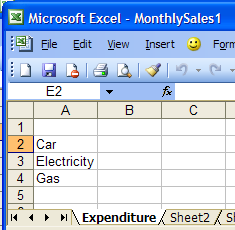 Microsoft Excel - MonthlySales1
File Edit View Insert Fo
E2 fx
A B C
1
2 Car
3 Electricity
4 Gas
5
Expenditure Sheet2 S